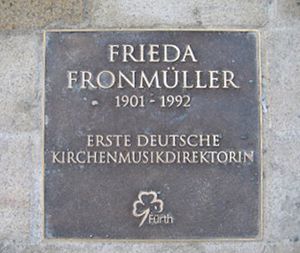 FRIEDA
FRONMÜLLER
1901 - 1992
ERSTE DEUTSCHE
KIRCHENMUSIKDIREKTORIN
Fürth